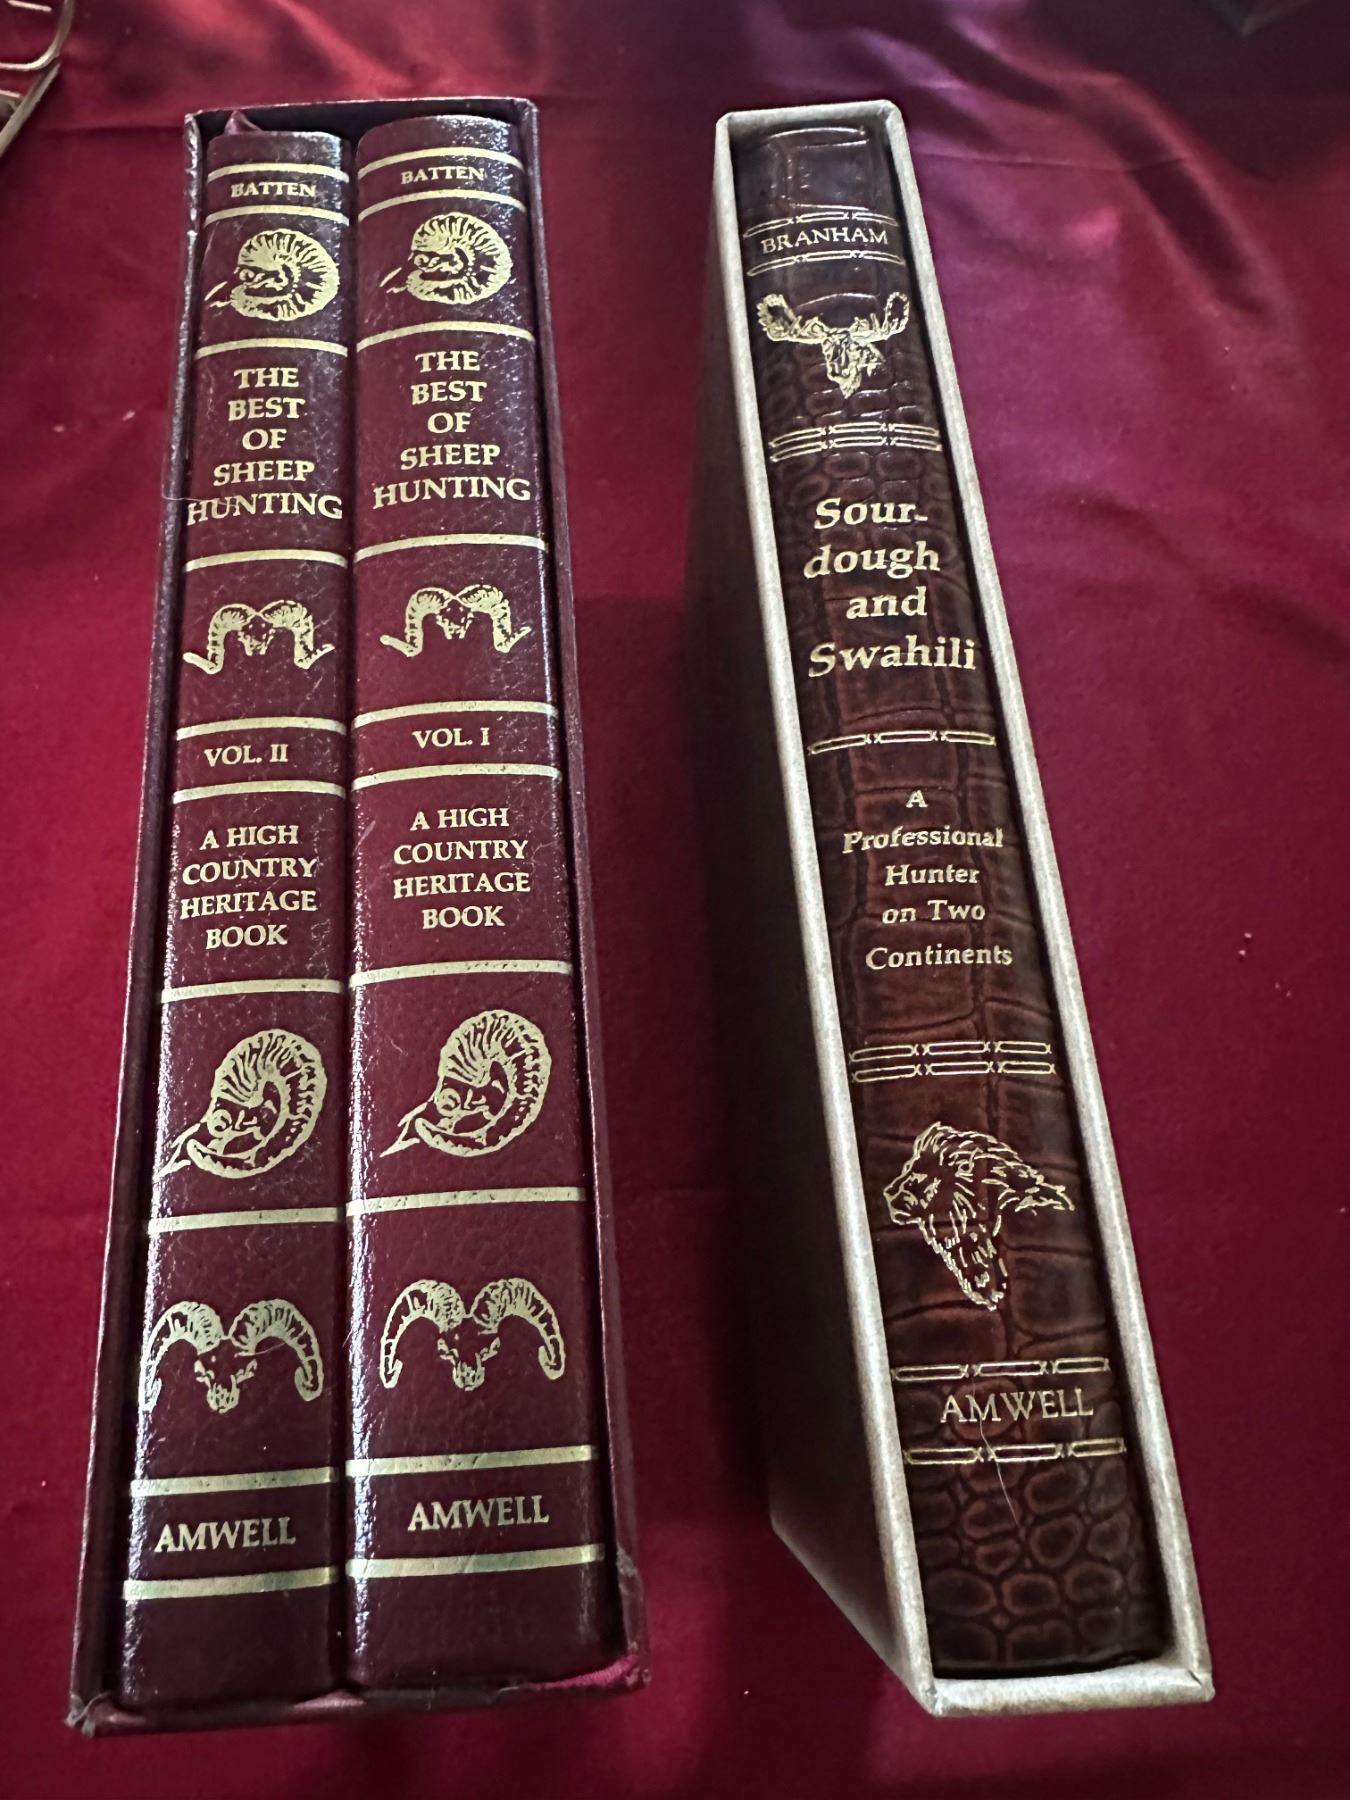 BATTEN
THE
BEST
OF
SHEEP
HUNTING
VOL. II
A HIGH
COUNTRY
HERITAGE
BOOK
AMWELL
BATTEN
THE
BEST
OF
SHEEP
HUNTING
VOL. I
A HIGH
COUNTRY
HERITAGE
BOOK
AMWELL
BRANHAM
Sour-
dough
and
Swahili
A
Professional
Hunter
on Two
Continents
AMWELL